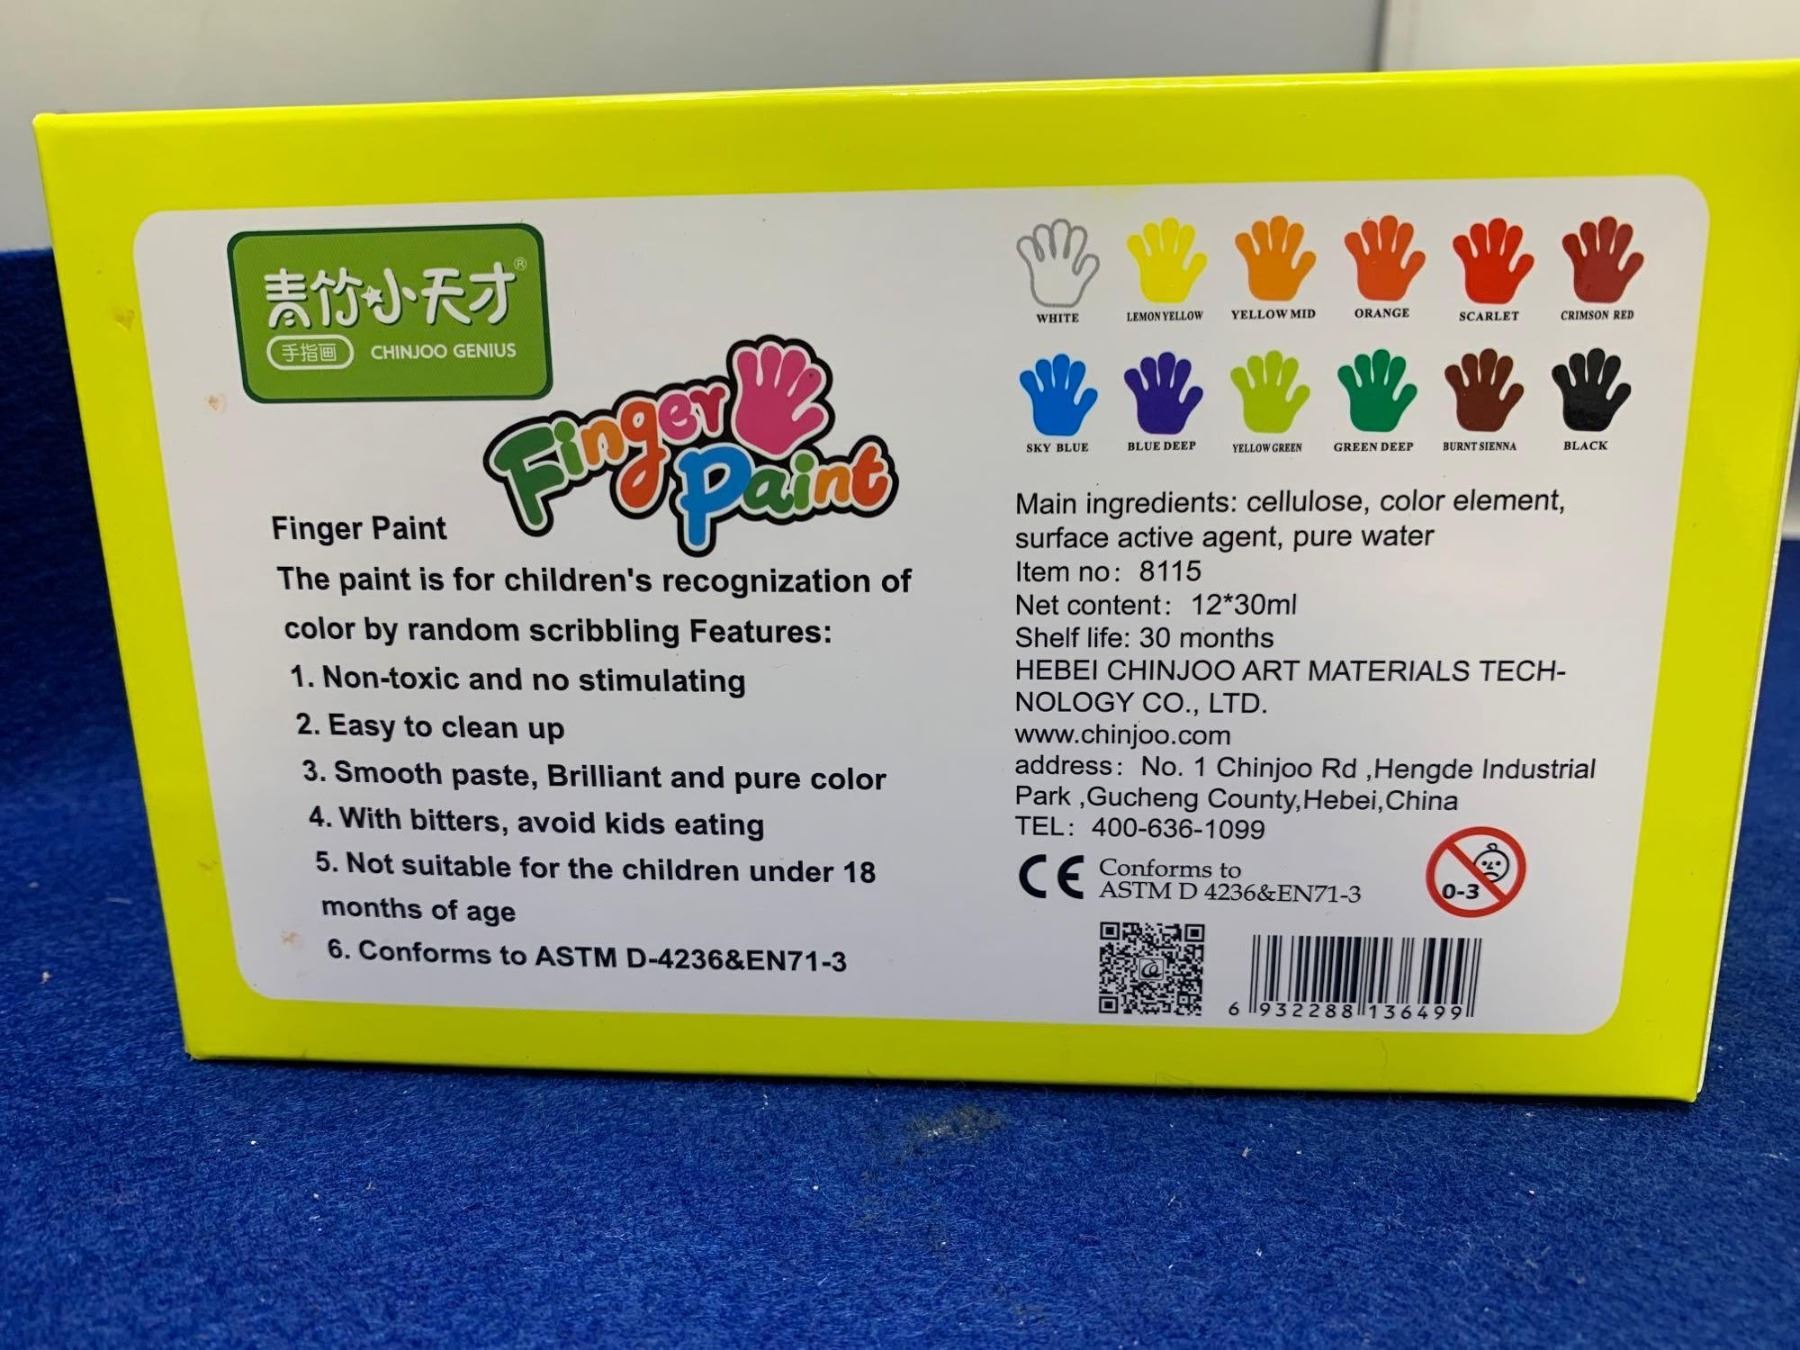 青竹小天才®
手指画 CHINJOO GENIUS
Finger Paint
Finger Paint
The paint is for children's recognization of
color by random scribbling Features:
1. Non-toxic and no stimulating
2. Easy to clean up
3. Smooth paste, Brilliant and pure color
4. With bitters, avoid kids eating
5. Not suitable for the children under 18
months of age
6. Conforms to ASTM D-4236&EN71-3
WHITE LEMON YELLOW YELLOW MID ORANGE SCARLET CRIMSON RED
SKY BLUE BLUE DEEP YELLOW GREEN GREEN DEEP BURNT SIENNA BLACK
Main ingredients: cellulose, color element,
surface active agent, pure water
Item no: 8115
Net content: 12*30ml
Shelf life: 30 months
HEBEI CHINJOO ART MATERIALS TECH-
NOLOGY CO., LTD.
www.chinjoo.com
address: No. 1 Chinjoo Rd ,Hengde Industrial
Park ,Gucheng County,Hebei,China
TEL: 400-636-1099
CE Conforms to
ASTM D 4236&EN71-3
0-3
6 932288 136499